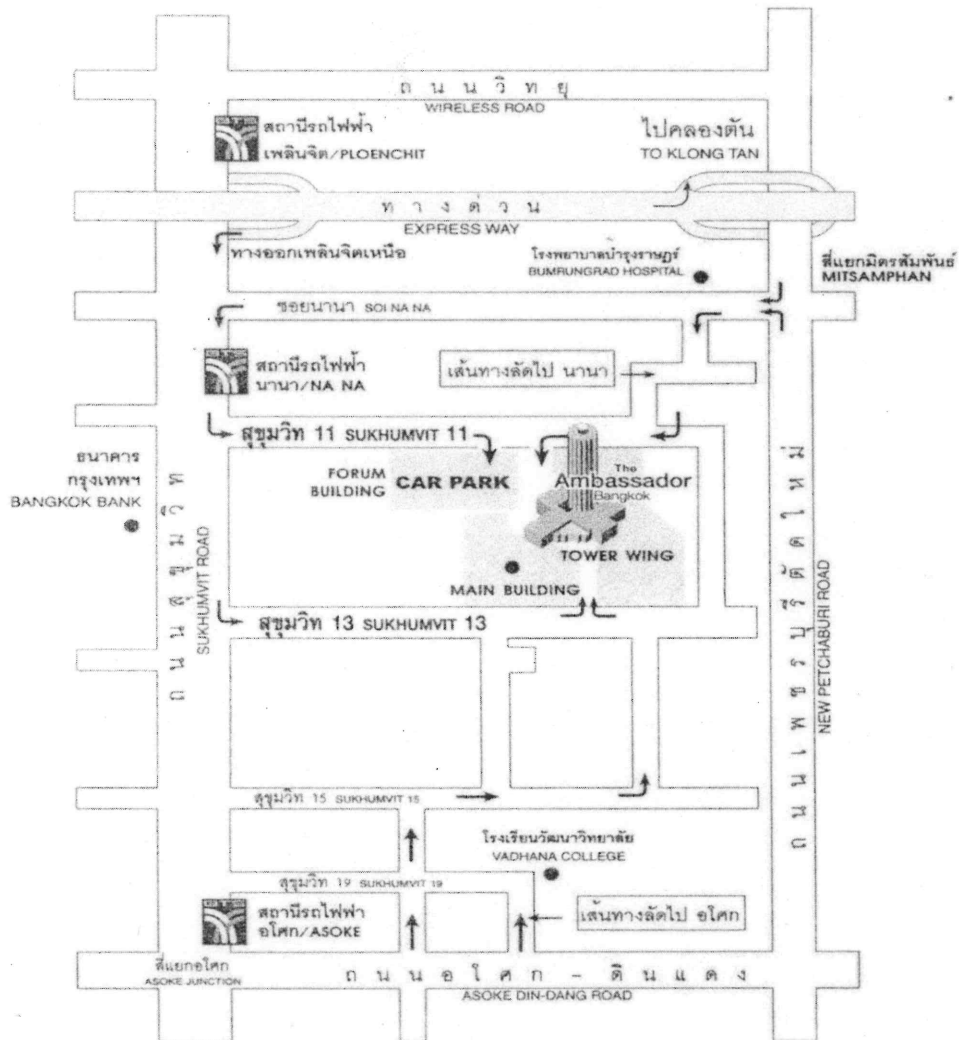 ถนนวิทยุ
WIRELESS ROAD
สถานีรถไฟฟ้า
เพลินจิต/PLOENCHIT
ไปคลองตัน
TO KLONG TAN
ทางด่วน
EXPRESS WAY
ทางออกเพลินจิตเหนือ
โรงพยาบาลบำรุงราษฎร์
BUMRUNGRAD HOSPITAL
สี่แยกมิตรสัมพันธ์
MITSAMPHAN
ซอยนานา SOI NA NA
สถานีรถไฟฟ้า
นานา/NA NA
เส้นทางลัดไป นานา
สุขุมวิท 11 SUKHUMVIT 11
ธนาคาร
กรุงเทพฯ
BANGKOK BANK
FORUM
BUILDING
CAR PARK
The
Ambassador
Bangkok
TOWER WING
MAIN BUILDING
ถนนสุขุมวิท
SUKHUMVIT ROAD
ถนนเพชรบุรีตัดใหม่
NEW PETCHABURI ROAD
สุขุมวิท 13 SUKHUMVIT 13
สุขุมวิท 15 SUKHUMVIT 15
โรงเรียนวัฒนาวิทยาลัย
VADHANA COLLEGE
สุขุมวิท 19 SUKHUMVIT 19
สถานีรถไฟฟ้า
อโศก/ASOKE
เส้นทางลัดไป อโศก
สี่แยกอโศก
ASOKE JUNCTION
ถนนอโศก - ดินแดง
ASOKE DIN-DANG ROAD